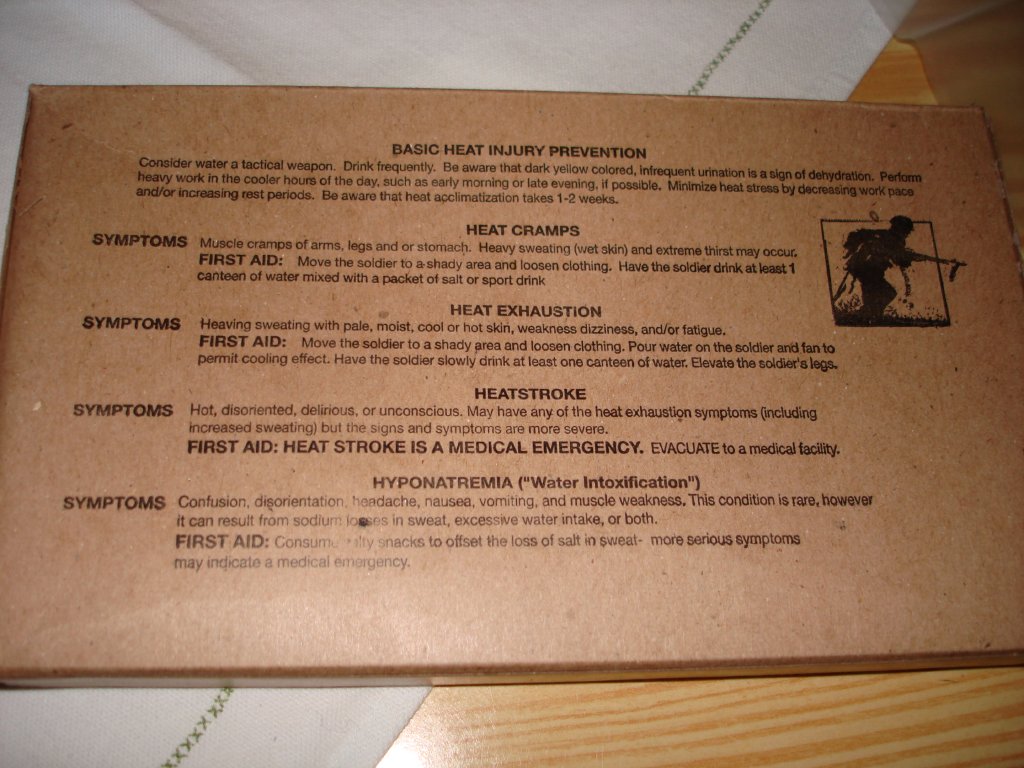 BASIC HEAT INJURY PREVENTION
Consider water a tactical weapon. Drink frequently. Be aware that dark yellow colored, infrequent urination is a sign of dehydration. Perform
heavy work in the cooler hours of the day, such as early morning or late evening, if possible. Minimize heat stress by decreasing work pace
and/or increasing rest periods. Be aware that heat acclimatization takes 1-2 weeks.
HEAT CRAMPS
SYMPTOMS Muscle cramps of arms, legs and or stomach. Heavy sweating (wet skin) and extreme thirst may occur.
FIRST AID: Move the soldier to a shady area and loosen clothing. Have the soldier drink at least 1
canteen of water mixed with a packet of salt or sport drink
HEAT EXHAUSTION
SYMPTOMS Heaving sweating with pale, moist, cool or hot skin, weakness dizziness, and/or fatigue.
FIRST AID: Move the soldier to a shady area and loosen clothing. Pour water on the soldier and fan to
permit cooling effect. Have the soldier slowly drink at least one canteen of water. Elevate the soldier's legs.
HEATSTROKE
SYMPTOMS Hot, disoriented, delirious, or unconscious. May have any of the heat exhaustion symptoms (including
increased sweating) but the signs and symptoms are more severe.
FIRST AID: HEAT STROKE IS A MEDICAL EMERGENCY. EVACUATE to a medical facility.
HYPONATREMIA ("Water Intoxification")
SYMPTOMS Confusion, disorientation, headache, nausea, vomiting, and muscle weakness. This condition is rare, however
it can result from sodium losses in sweat, excessive water intake, or both.
FIRST AID: Consume salty snacks to offset the loss of salt in sweat- more serious symptoms
may indicate a medical emergency.